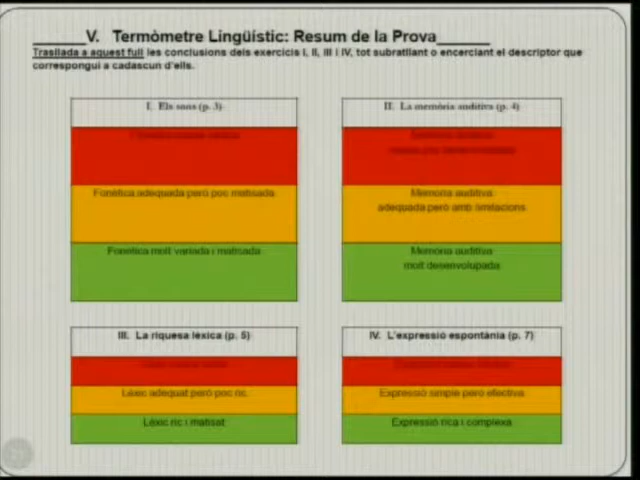 V. Termòmetre Lingüístic: Resum de la Prova
Trasllada a aquest full les conclusions dels exercicis I, II, III i IV, tot subratllant o encerclant el descriptor que
correspongui a cadascun d'ells.
I. Els sons (p. 3)
Fonètica adequada però poc matisada
Fonètica molt variada i matisada
II. La memòria auditiva (p. 4)
Memòria auditiva
adequada però amb limitacions
Memòria auditiva
molt desenvolupada
III. La riquesa lèxica (p. 5)
Lèxic adequat però poc ric
Lèxic ric i matisat
IV. L'expressió espontània (p. 7)
Expressió simple però efectiva
Expressió rica i complexa